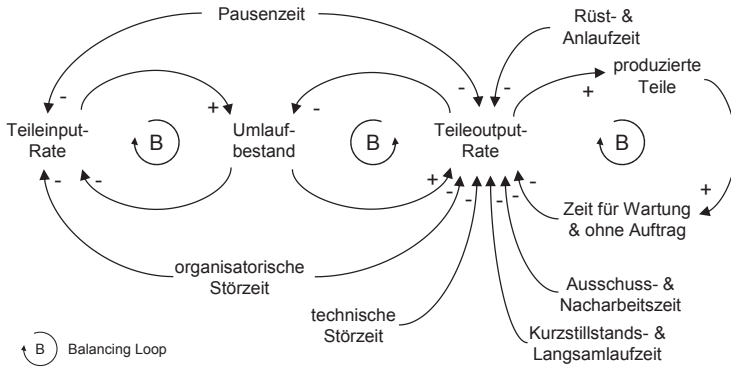 Pausenzeit
Rüst- &
Anlaufzeit
produzierte
Teile
-
-
-
+
+
-
Teileinput-
Rate
B
Umlauf-
bestand
B
Teileoutput-
Rate
B
-
-
+
-
-
-
-
-
+
Zeit für Wartung
& ohne Auftrag
organisatorische
Störzeit
technische
Störzeit
Ausschuss- &
Nacharbeitszeit
Kurzstillstands- &
Langsamlaufzeit
B
Balancing Loop